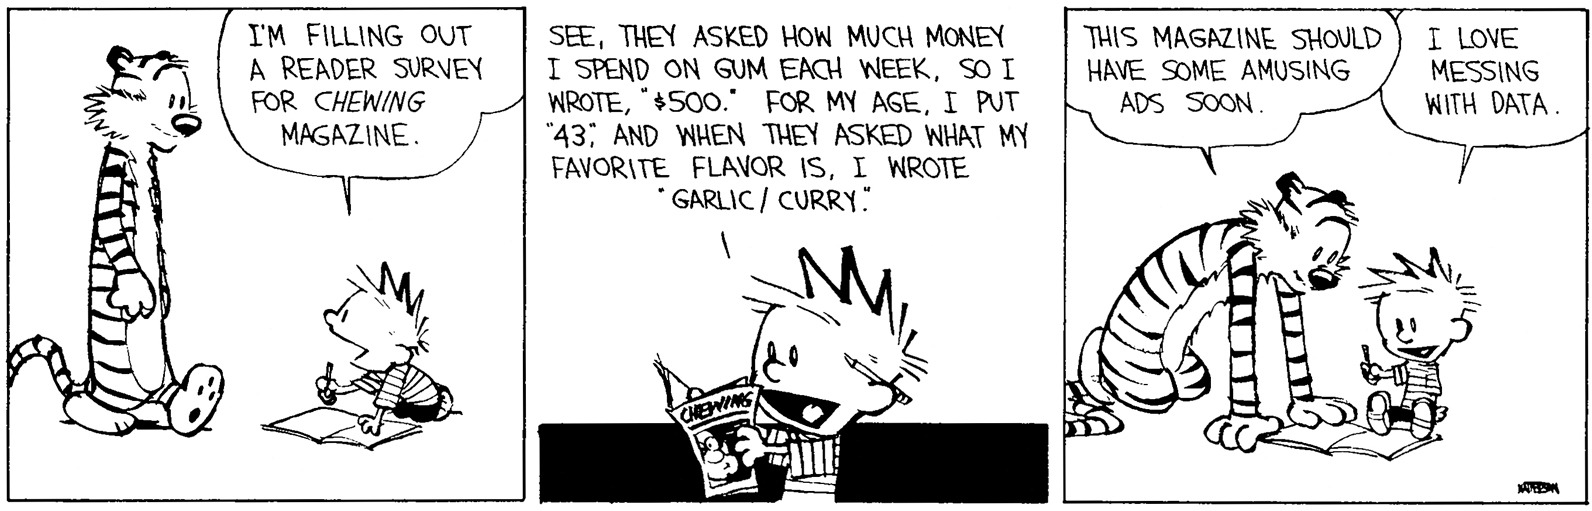 I'M FILLING OUT
A READER SURVEY
FOR CHEWING
MAGAZINE.
SEE, THEY ASKED HOW MUCH MONEY
I SPEND ON GUM EACH WEEK, SO I
WROTE, "$500." FOR MY AGE, I PUT
"43", AND WHEN THEY ASKED WHAT MY
FAVORITE FLAVOR IS, I WROTE
"GARLIC/CURRY."
CHEWING
THIS MAGAZINE SHOULD
HAVE SOME AMUSING
ADS SOON.
I LOVE
MESSING
WITH DATA.
WATTERSON